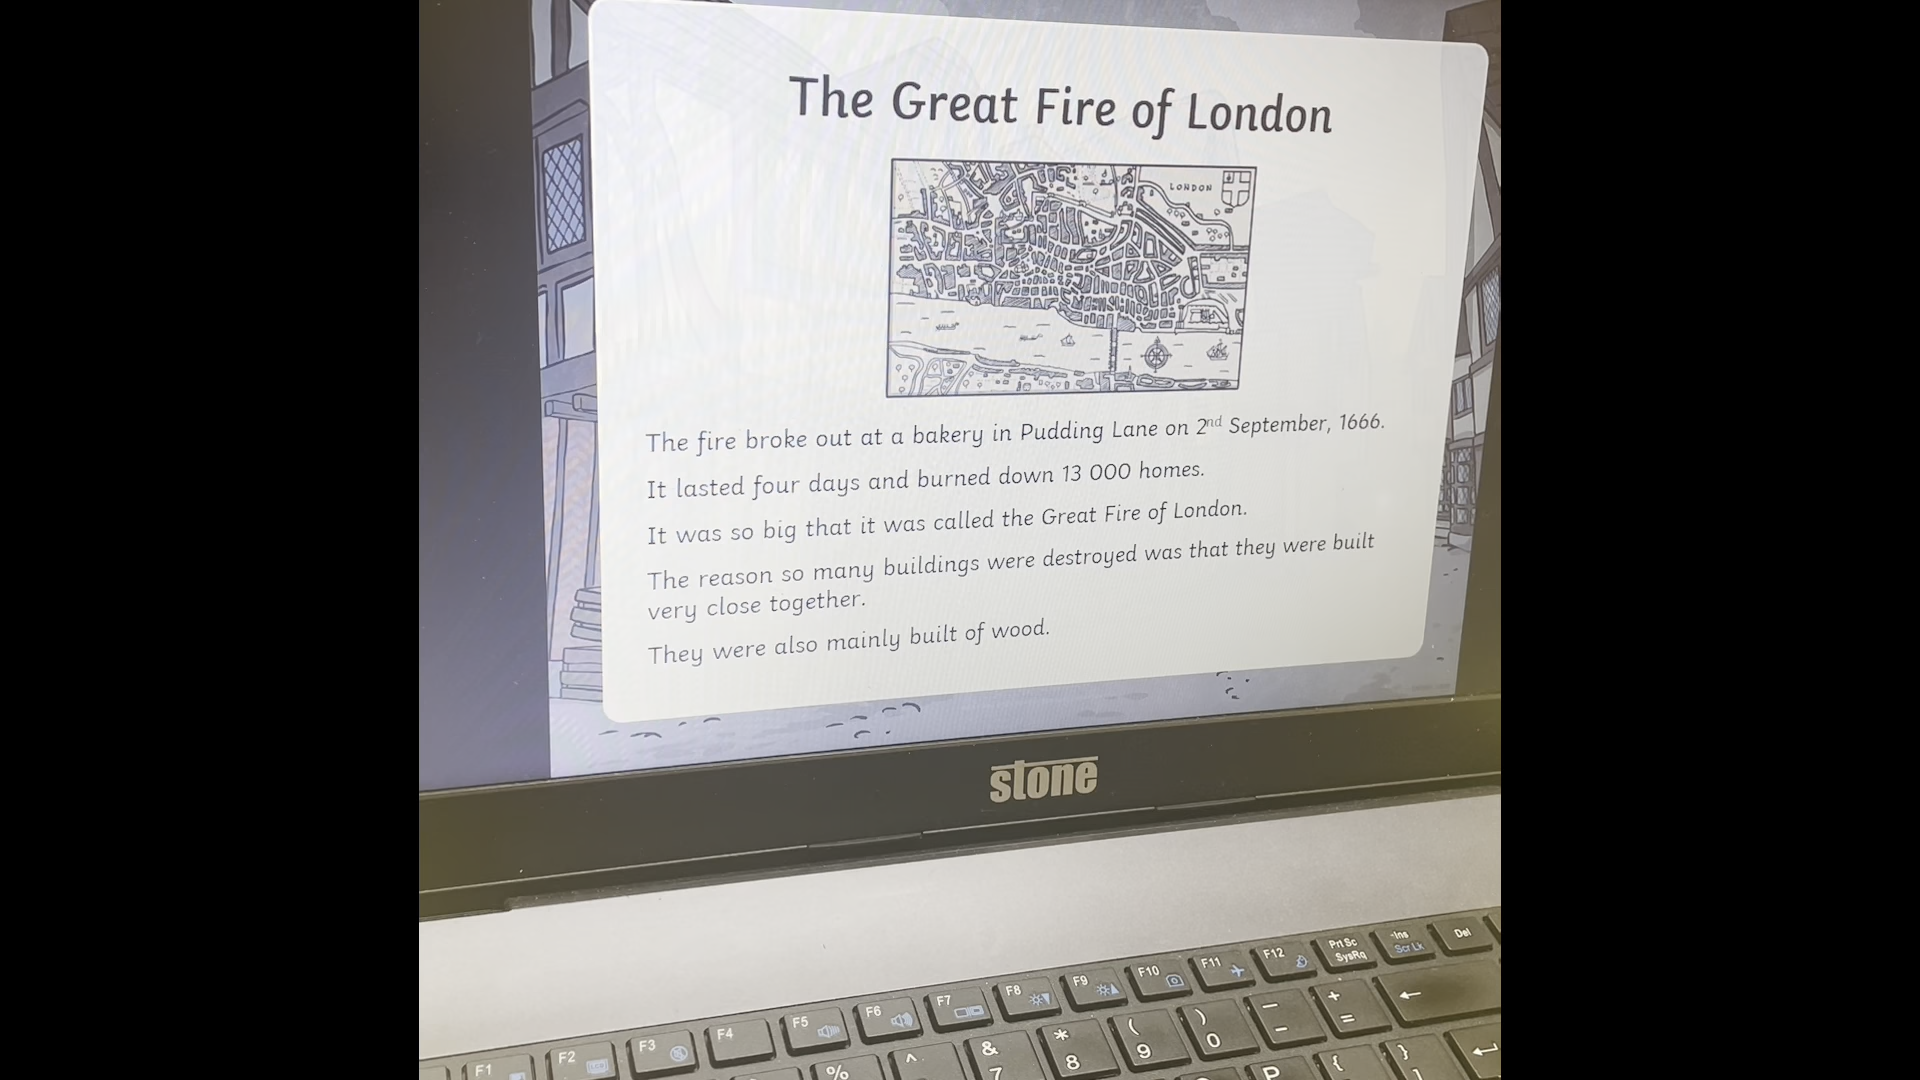 The Great Fire of London
LONDON
The fire broke out at a bakery in Pudding Lane on 2nd September, 1666.
It lasted four days and burned down 13 000 homes.
It was so big that it was called the Great Fire of London.
The reason so many buildings were destroyed was that they were built
very close together.
They were also mainly built of wood.
stone
F1 F2 F3 F4 F5 F6 F7 F8 F9 F10 F11 F12 Prt Sc SysRq Ins Scr Lk Del
% ^ & 7 * 8 ( 9 ) 0 _ - + =
P { }